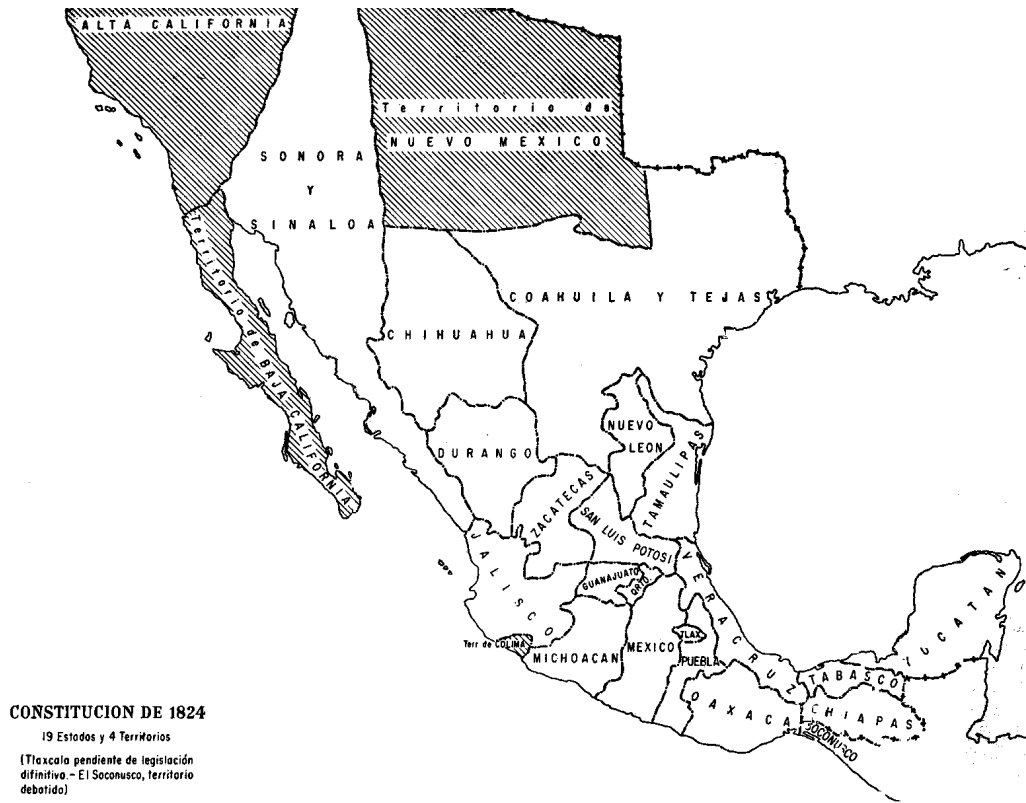 ALTA CALIFORNIA
Territorio de
NUEVO MEXICO
SONORA
Y
SINALOA
Territorio de BAJA CALIFORNIA
COAHUILA Y TEJAS
CHIHUAHUA
NUEVO
LEON
DURANGO
TAMAULIPAS
ZACATECAS
SAN LUIS POTOSI
JALISCO
GUANAJUATO
QRTO.
VERACRUZ
YUCATAN
Terr de COLIMA
MICHOACAN
MEXICO
TLAX.
PUEBLA
TABASCO
OAXACA
CHIAPAS
SOCONUSCO
CONSTITUCION DE 1824
19 Estados y 4 Territorios
(Tlaxcala pendiente de legislación
difinitiva.- El Soconusco, territorio
debatido)